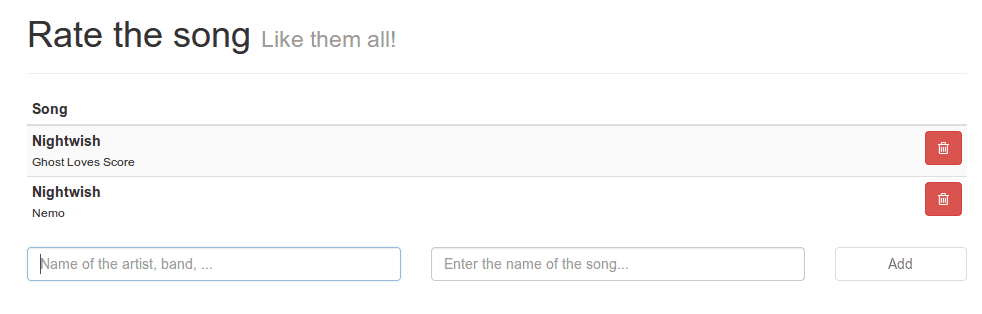 Rate the song Like them all!
Song
Nightwish
Ghost Loves Score
Nightwish
Nemo
Name of the artist, band, ... Enter the name of the song... Add